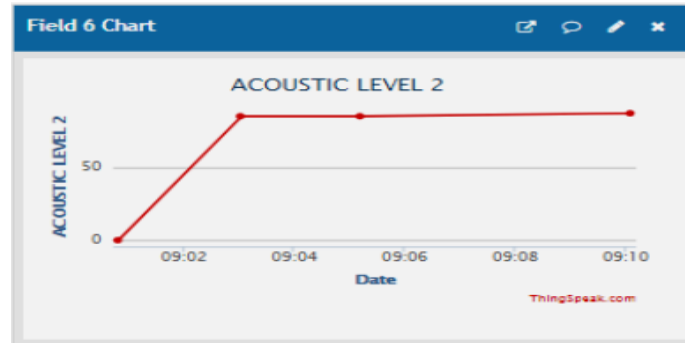 Field 6 Chart
ACOUSTIC LEVEL 2
ACOUSTIC LEVEL 2
50
0
09:02 09:04 09:06 09:08 09:10
Date
ThingSpeak.com